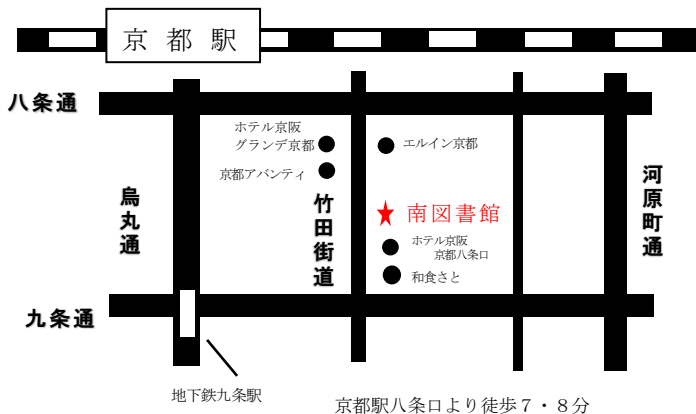 京都駅
八条通
ホテル京阪
グランデ京都
エルイン京都
京都アバンティ
烏丸通
竹田街道
河原町通
南図書館
ホテル京阪
京都八条口
和食さと
九条通
地下鉄九条駅
京都駅八条口より徒歩7・8分